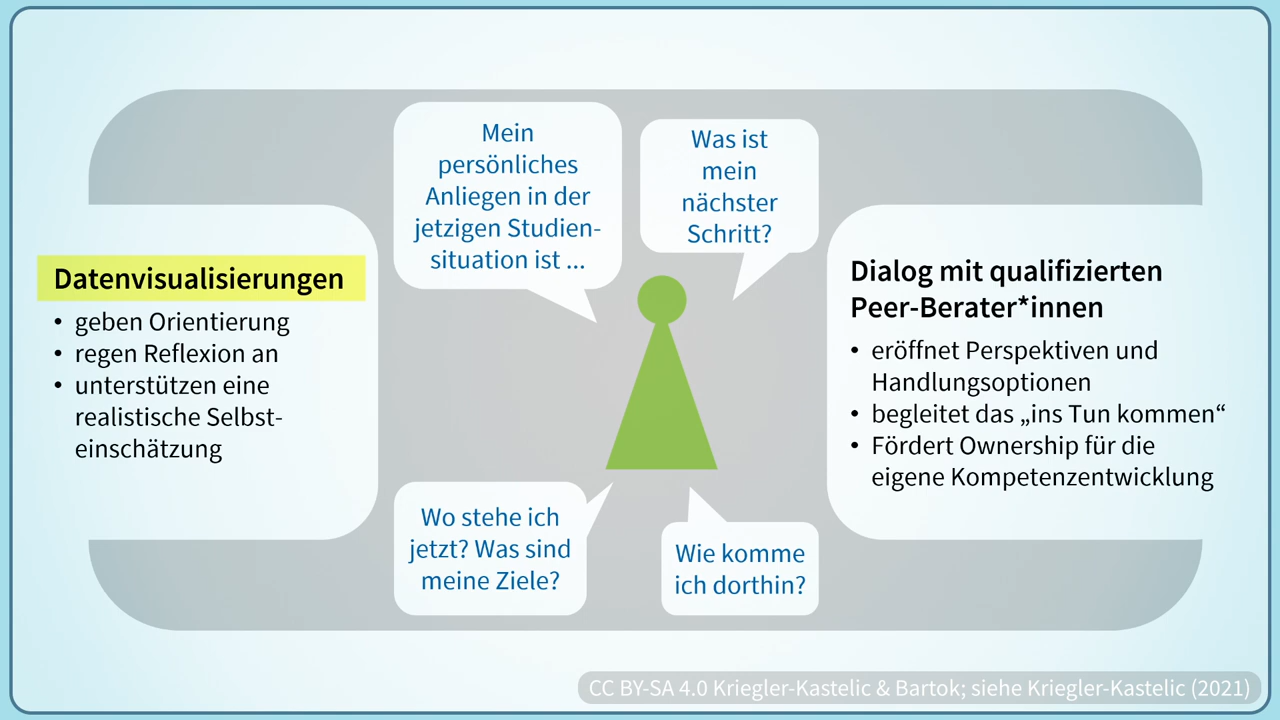 Mein
persönliches
Anliegen in der
jetzigen Studien-
situation ist ...
Was ist
mein
nächster
Schritt?
Datenvisualisierungen
• geben Orientierung
• regen Reflexion an
• unterstützen eine
realistische Selbst-
einschätzung
Dialog mit qualifizierten
Peer-Berater*innen
• eröffnet Perspektiven und
Handlungsoptionen
• begleitet das „ins Tun kommen“
• Fördert Ownership für die
eigene Kompetenzentwicklung
Wo stehe ich
jetzt? Was sind
meine Ziele?
Wie komme
ich dorthin?
CC BY-SA 4.0 Kriegler-Kastelic & Bartok; siehe Kriegler-Kastelic (2021)